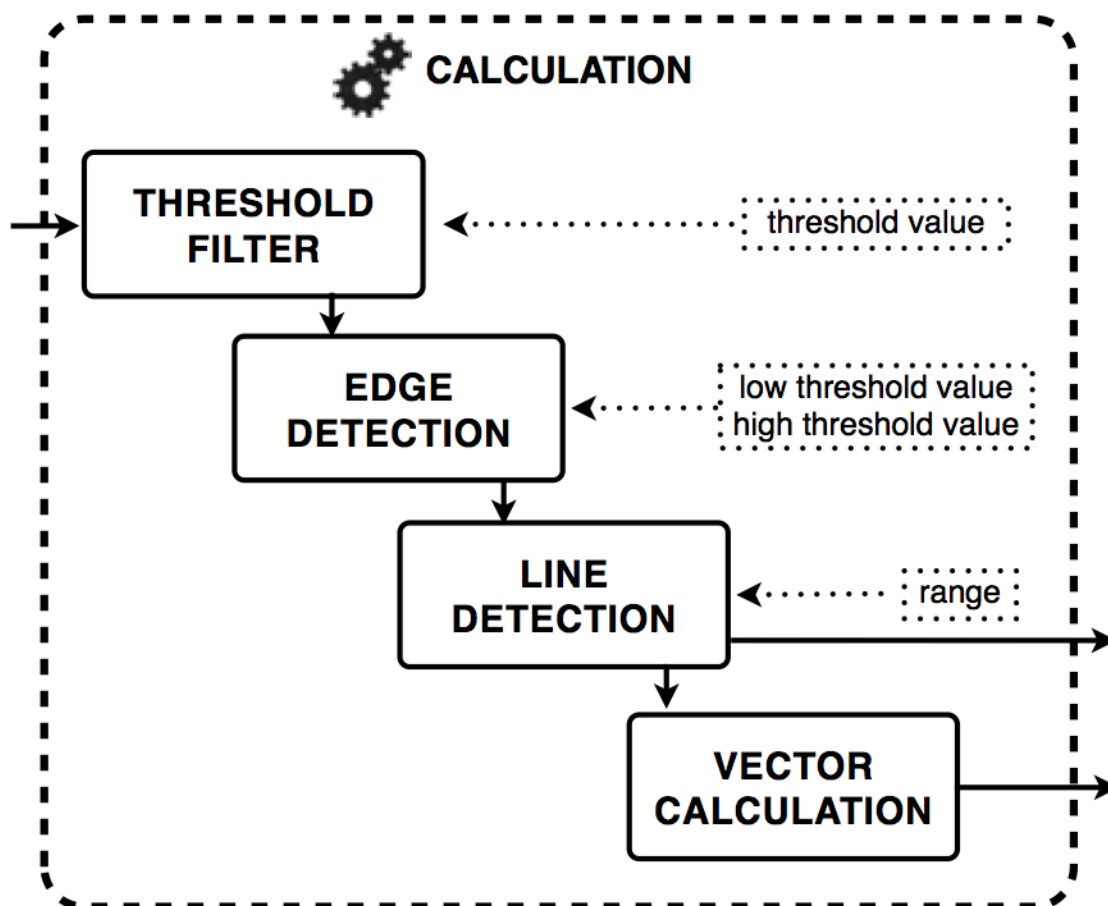 CALCULATION
THRESHOLD
FILTER
threshold value
EDGE
DETECTION
low threshold value
high threshold value
LINE
DETECTION
range
VECTOR
CALCULATION